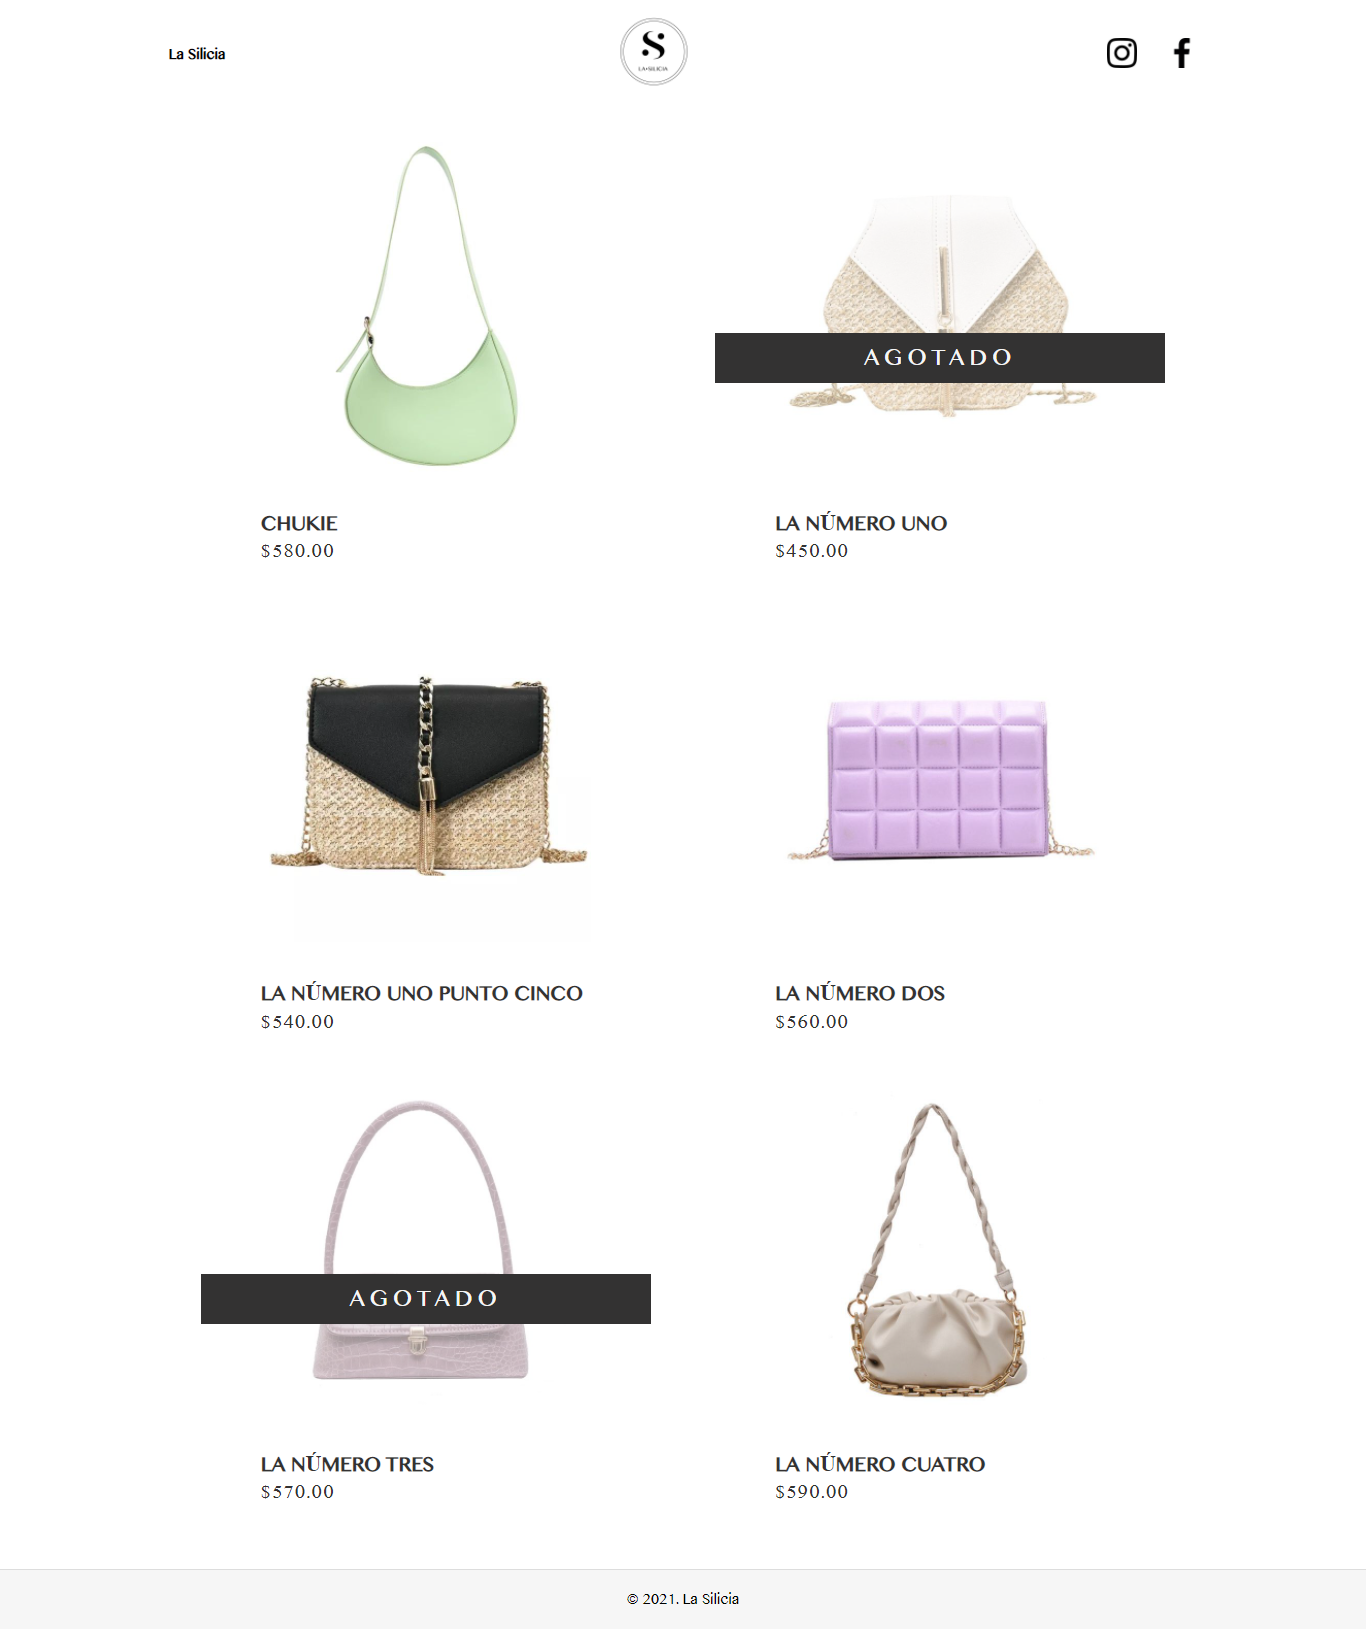 La Silicia
S
LA•SILICIA
AGOTADO
CHUKIE
$580.00
LA NÚMERO UNO
$450.00
LA NÚMERO UNO PUNTO CINCO
$540.00
LA NÚMERO DOS
$560.00
AGOTADO
LA NÚMERO TRES
$570.00
LA NÚMERO CUATRO
$590.00
© 2021. La Silicia